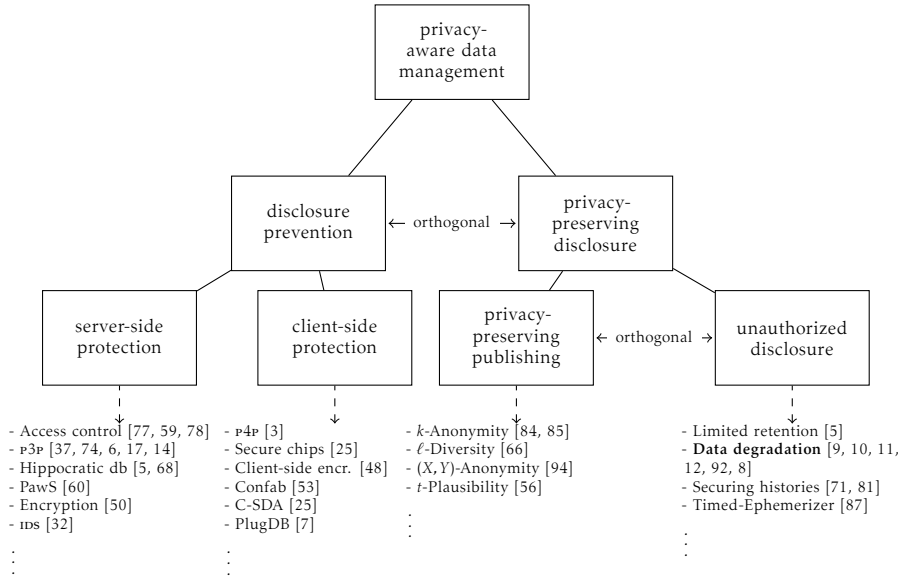 privacy-
aware data
management
disclosure
prevention
← orthogonal →
privacy-
preserving
disclosure
server-side
protection
client-side
protection
privacy-
preserving
publishing
← orthogonal →
unauthorized
disclosure
- Access control [77, 59, 78]
- P3P [37, 74, 6, 17, 14]
- Hippocratic db [5, 68]
- PawS [60]
- Encryption [50]
- IDS [32]
- P4P [3]
- Secure chips [25]
- Client-side encr. [48]
- Confab [53]
- C-SDA [25]
- PlugDB [7]
- k-Anonymity [84, 85]
- ℓ-Diversity [66]
- (X,Y)-Anonymity [94]
- t-Plausibility [56]
- Limited retention [5]
- Data degradation [9, 10, 11,
12, 92, 8]
- Securing histories [71, 81]
- Timed-Ephemerizer [87]